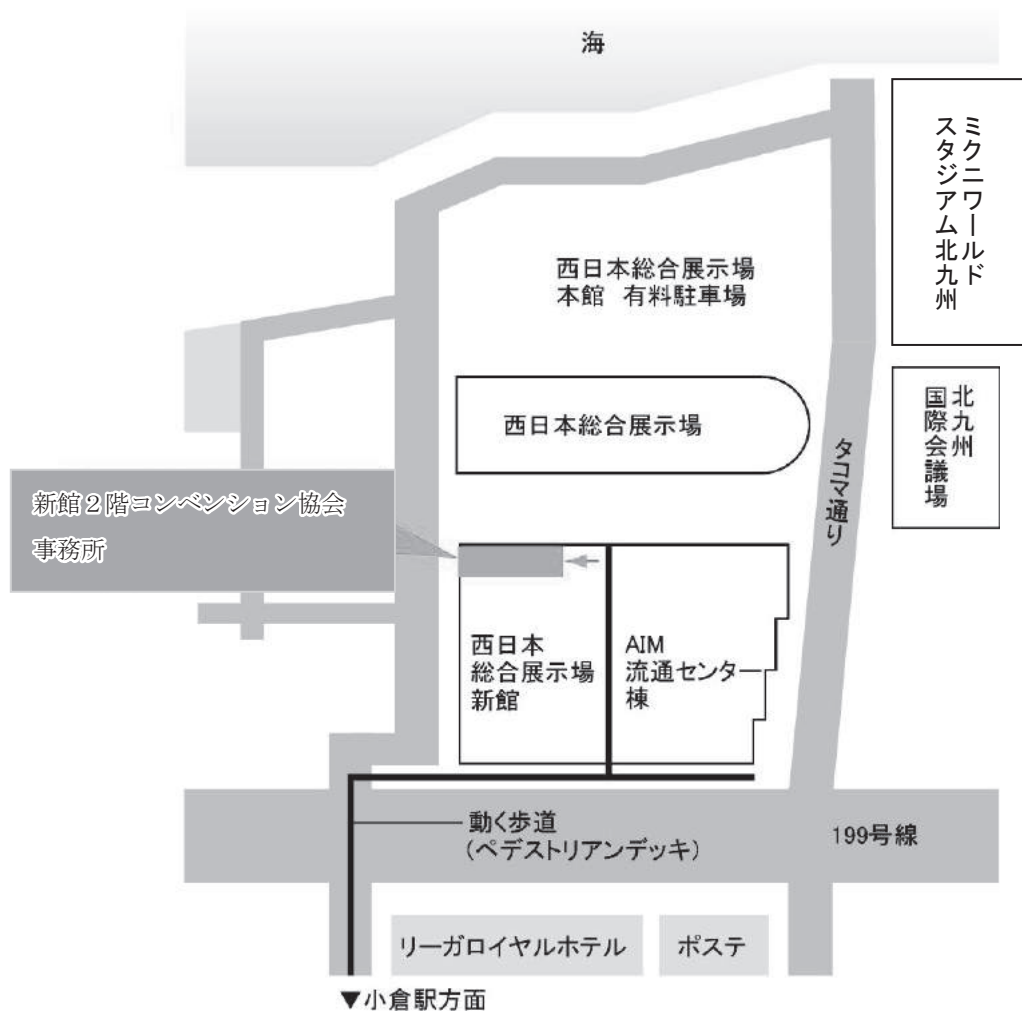 海
ミクニワールド
スタジアム北九州
西日本総合展示場
本館 有料駐車場
西日本総合展示場
北九州
国際会議場
タコマ通り
新館２階コンベンション協会
事務所
西日本
総合展示場
新館
AIM
流通センター
棟
動く歩道
(ペデストリアンデッキ)
199号線
リーガロイヤルホテル
ポステ
▼小倉駅方面